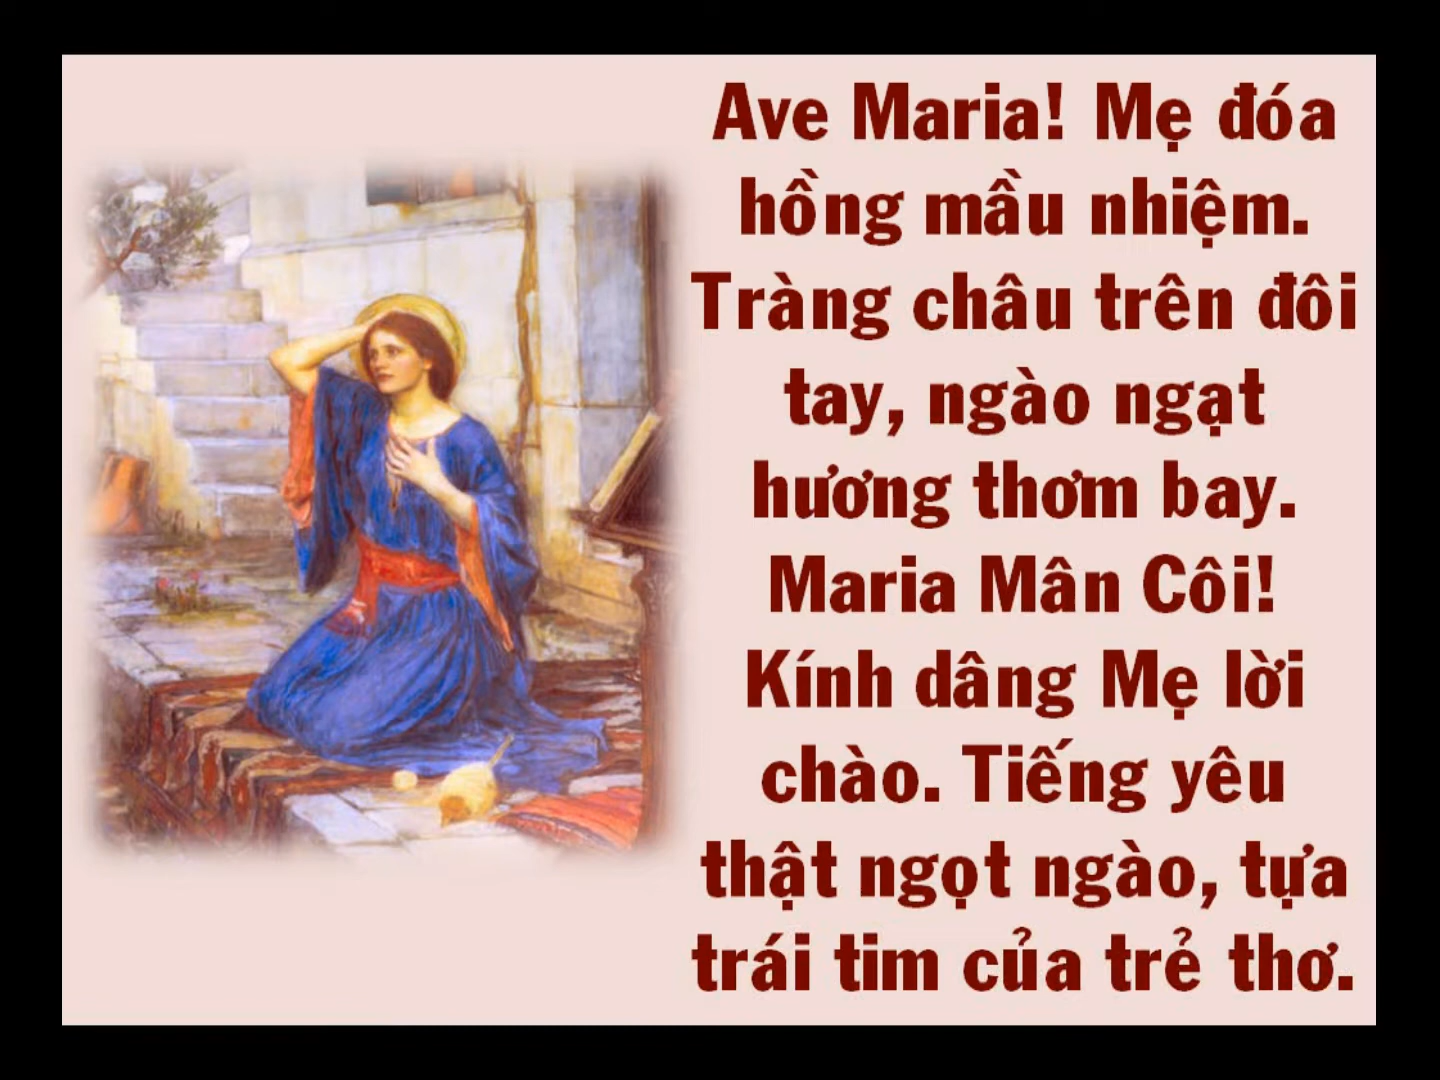 Ave Maria! Mẹ đóa
hồng mầu nhiệm.
Tràng châu trên đôi
tay, ngào ngạt
hương thơm bay.
Maria Mân Côi!
Kính dâng Mẹ lời
chào. Tiếng yêu
thật ngọt ngào, tựa
trái tim của trẻ thơ.